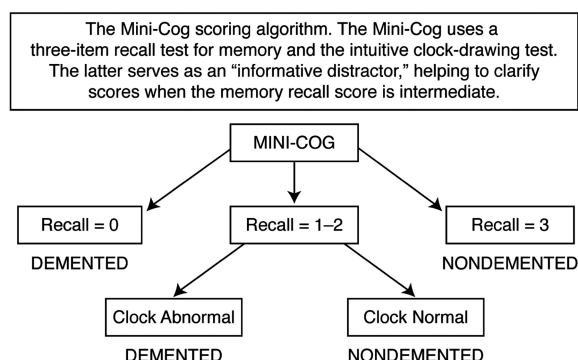 The Mini-Cog scoring algorithm. The Mini-Cog uses a
three-item recall test for memory and the intuitive clock-drawing test.
The latter serves as an “informative distractor,” helping to clarify
scores when the memory recall score is intermediate.
MINI-COG
Recall = 0
Recall = 1–2
Recall = 3
DEMENTED
NONDEMENTED
Clock Abnormal
Clock Normal
DEMENTED
NONDEMENTED